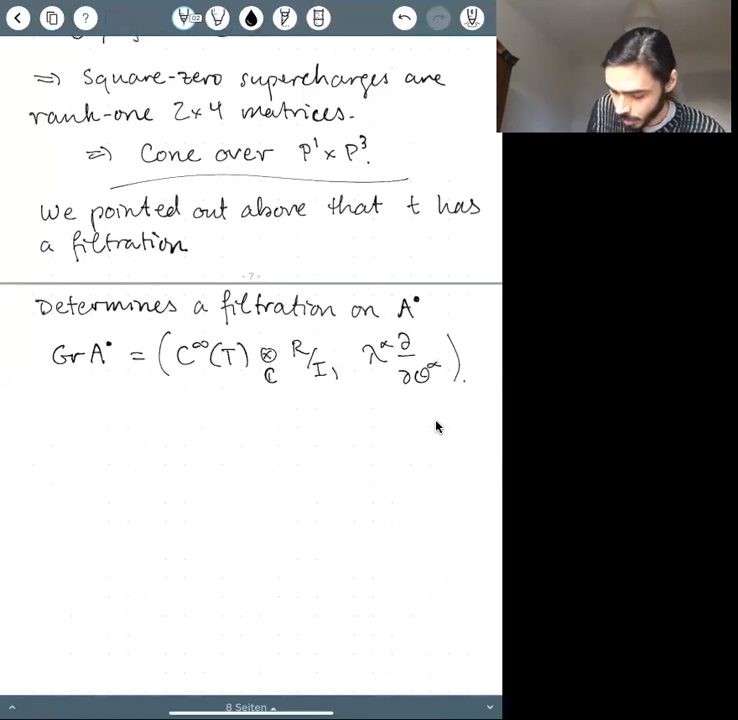 ⇒ Square-zero supercharges are
rank-one 2×4 matrices.
⇒ Cone over P¹ × P³.
We pointed out above that t has
a filtration
- 7 -
Determines a filtration on A•
Gr A• = (C^∞(T) ⊗_C R/I, λ^α ∂/∂θ^α).
8 Seiten